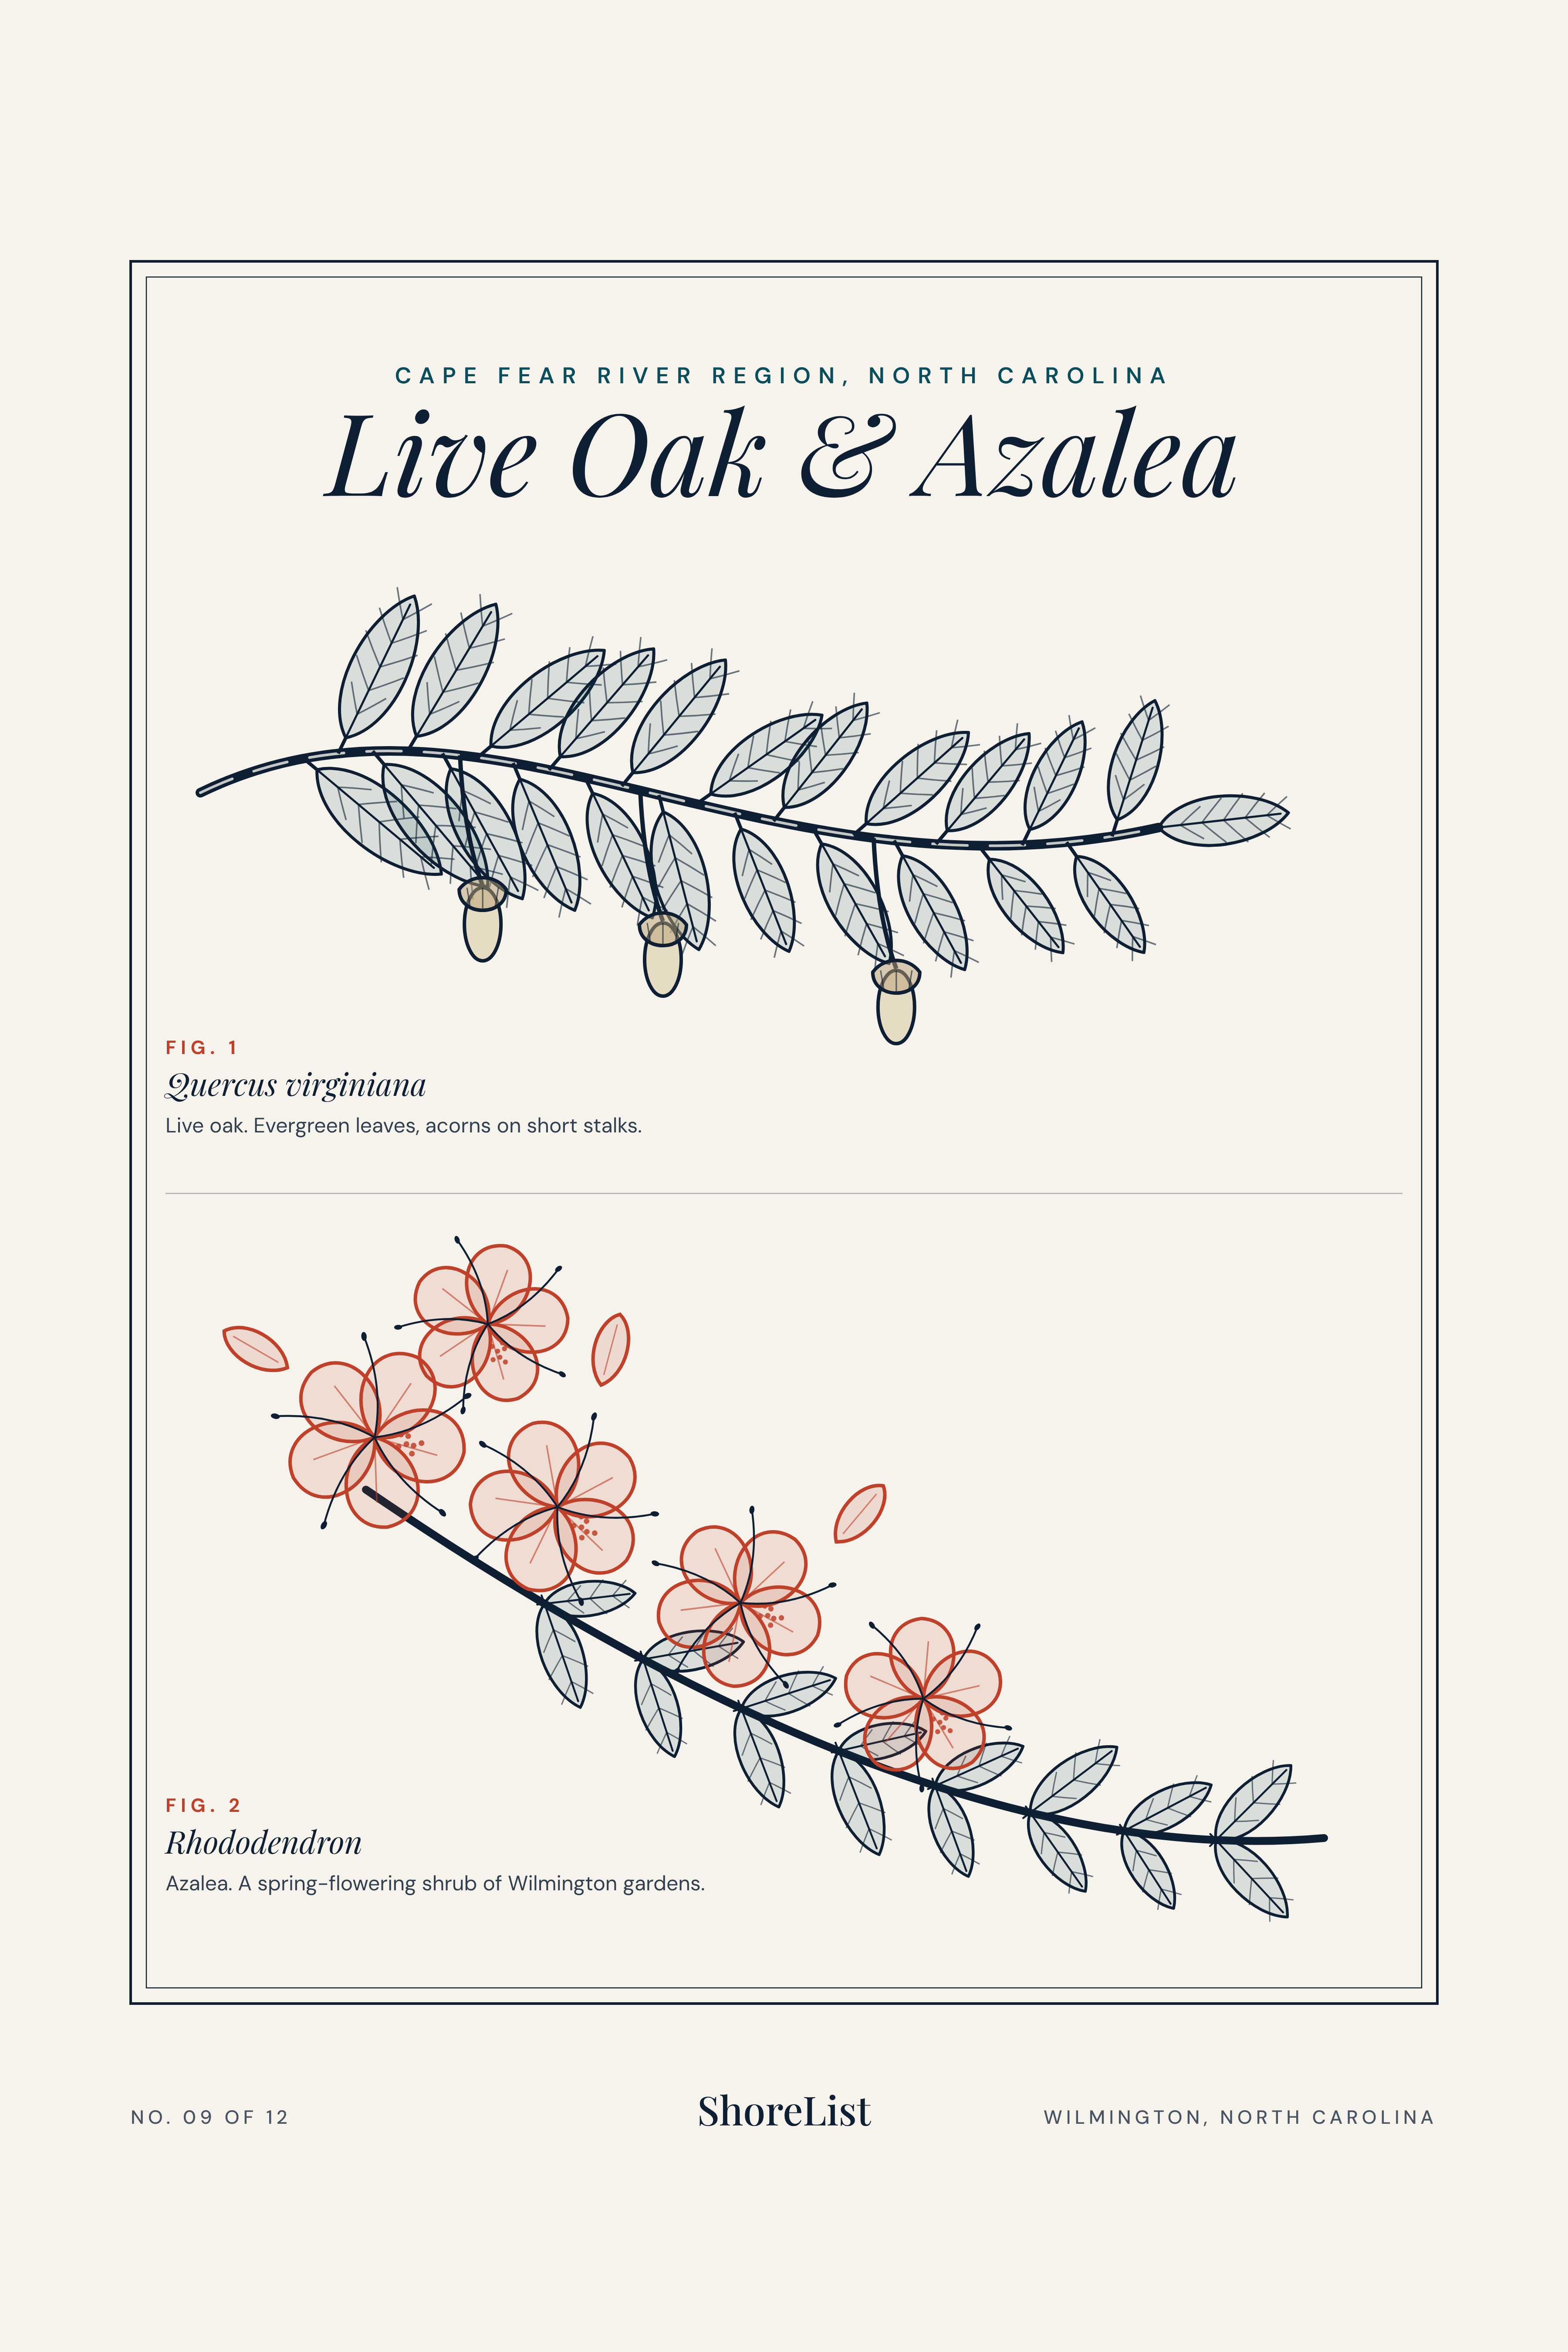 CAPE FEAR RIVER REGION, NORTH CAROLINA
Live Oak & Azalea
FIG. 1
Quercus virginiana
Live oak. Evergreen leaves, acorns on short stalks.
FIG. 2
Rhododendron
Azalea. A spring-flowering shrub of Wilmington gardens.
NO. 09 OF 12
ShoreList
WILMINGTON, NORTH CAROLINA